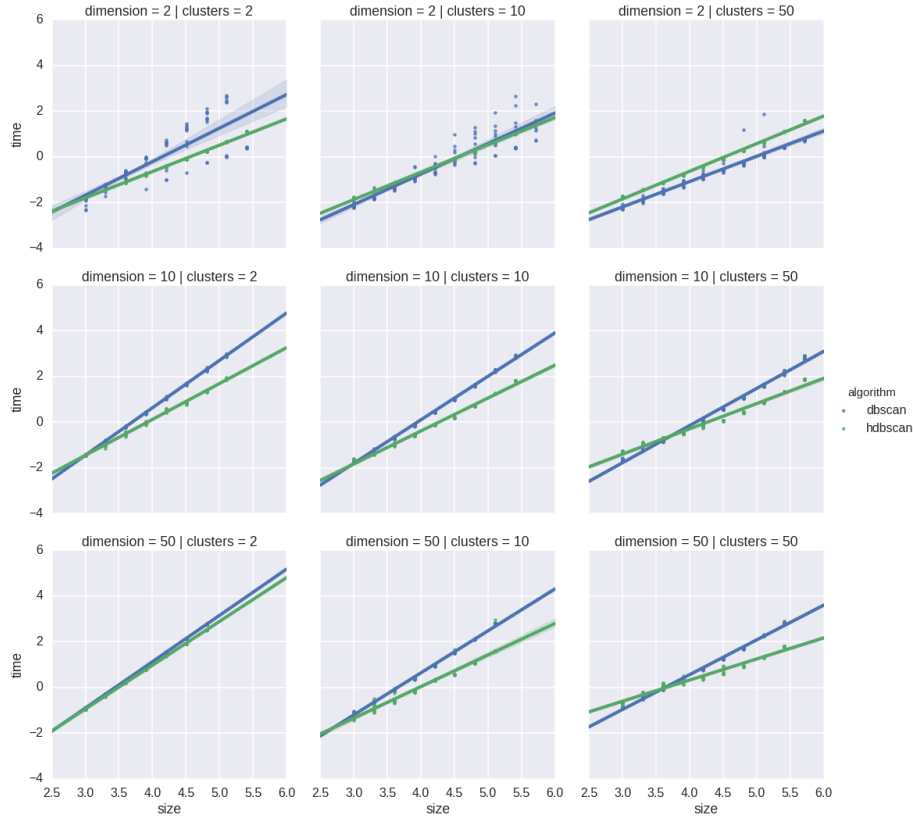 dimension = 2 | clusters = 2
dimension = 2 | clusters = 10
dimension = 2 | clusters = 50
6
4
2
0
−2
−4
time
dimension = 10 | clusters = 2
dimension = 10 | clusters = 10
dimension = 10 | clusters = 50
6
4
2
0
−2
−4
time
algorithm
dbscan
hdbscan
dimension = 50 | clusters = 2
dimension = 50 | clusters = 10
dimension = 50 | clusters = 50
6
4
2
0
−2
−4
time
2.5 3.0 3.5 4.0 4.5 5.0 5.5 6.0
2.5 3.0 3.5 4.0 4.5 5.0 5.5 6.0
2.5 3.0 3.5 4.0 4.5 5.0 5.5 6.0
size
size
size